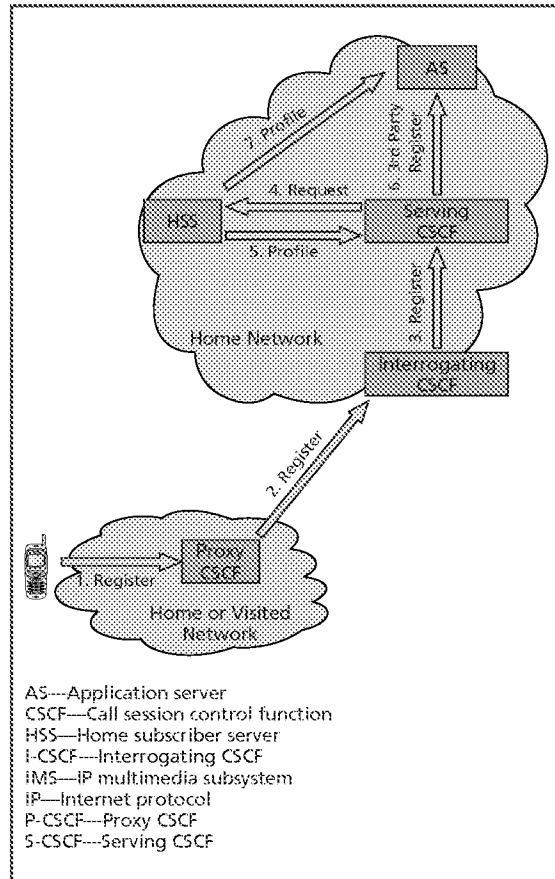 AS
7. Profile
6. 3rd Party
Register
4. Request
HSS
Serving
CSCF
5. Profile
3. Register
Home Network
Interrogating
CSCF
2. Register
Proxy
CSCF
1. Register
Home or Visited
Network
AS---Application server
CSCF---Call session control function
HSS---Home subscriber server
I-CSCF---Interrogating CSCF
IMS---IP multimedia subsystem
IP---Internet protocol
P-CSCF---Proxy CSCF
S-CSCF---Serving CSCF